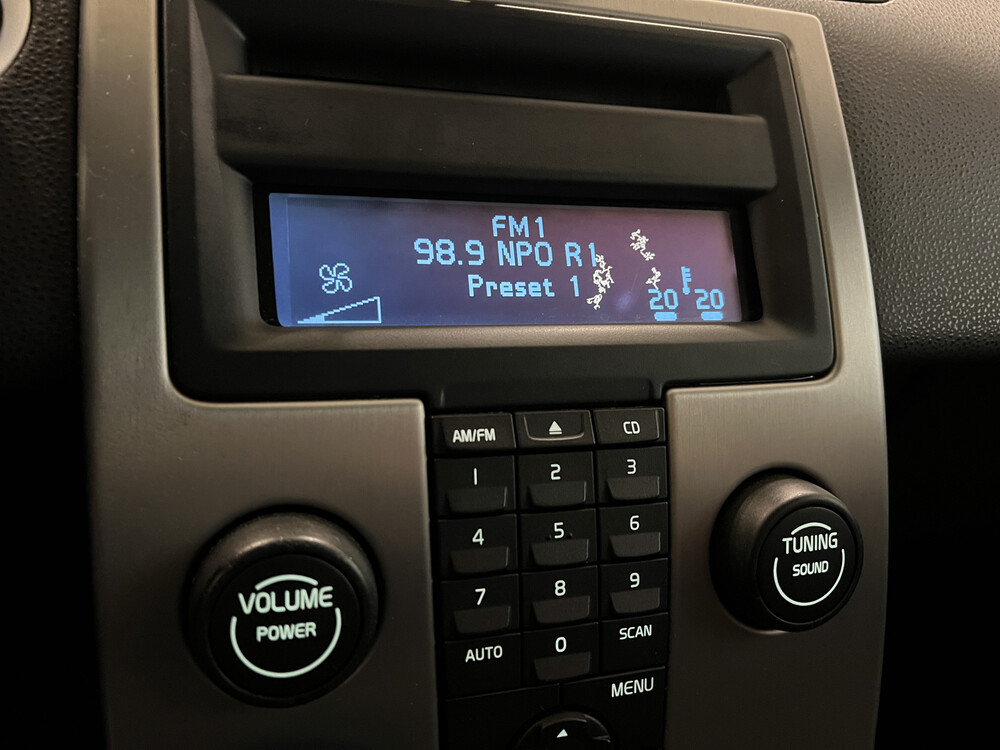 FM1
98.9 NPO R1
Preset 1
20 20
AM/FM CD
1 2 3
4 5 6
7 8 9
AUTO 0 SCAN
MENU
VOLUME
POWER
TUNING
SOUND